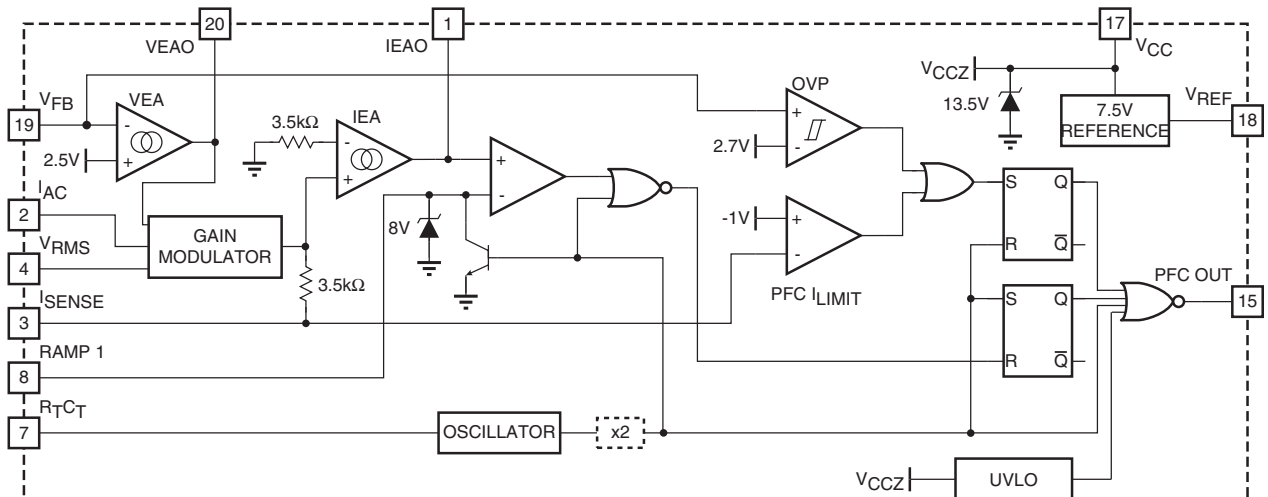 20
VEAO
1
IEAO
17
VCC
VCCZ
13.5V
7.5V
REFERENCE
VREF
18
VFB
19
VEA
-
+
2.5V
3.5kΩ
IEA
-
+
OVP
+
-
2.7V
+
-
8V
IAC
2
VRMS
4
GAIN
MODULATOR
3.5kΩ
ISENSE
3
-1V
+
-
PFC ILIMIT
S
Q
R
Q̅
S
Q
R
Q̅
PFC OUT
15
RAMP 1
8
RTCT
7
OSCILLATOR
x2
VCCZ
UVLO